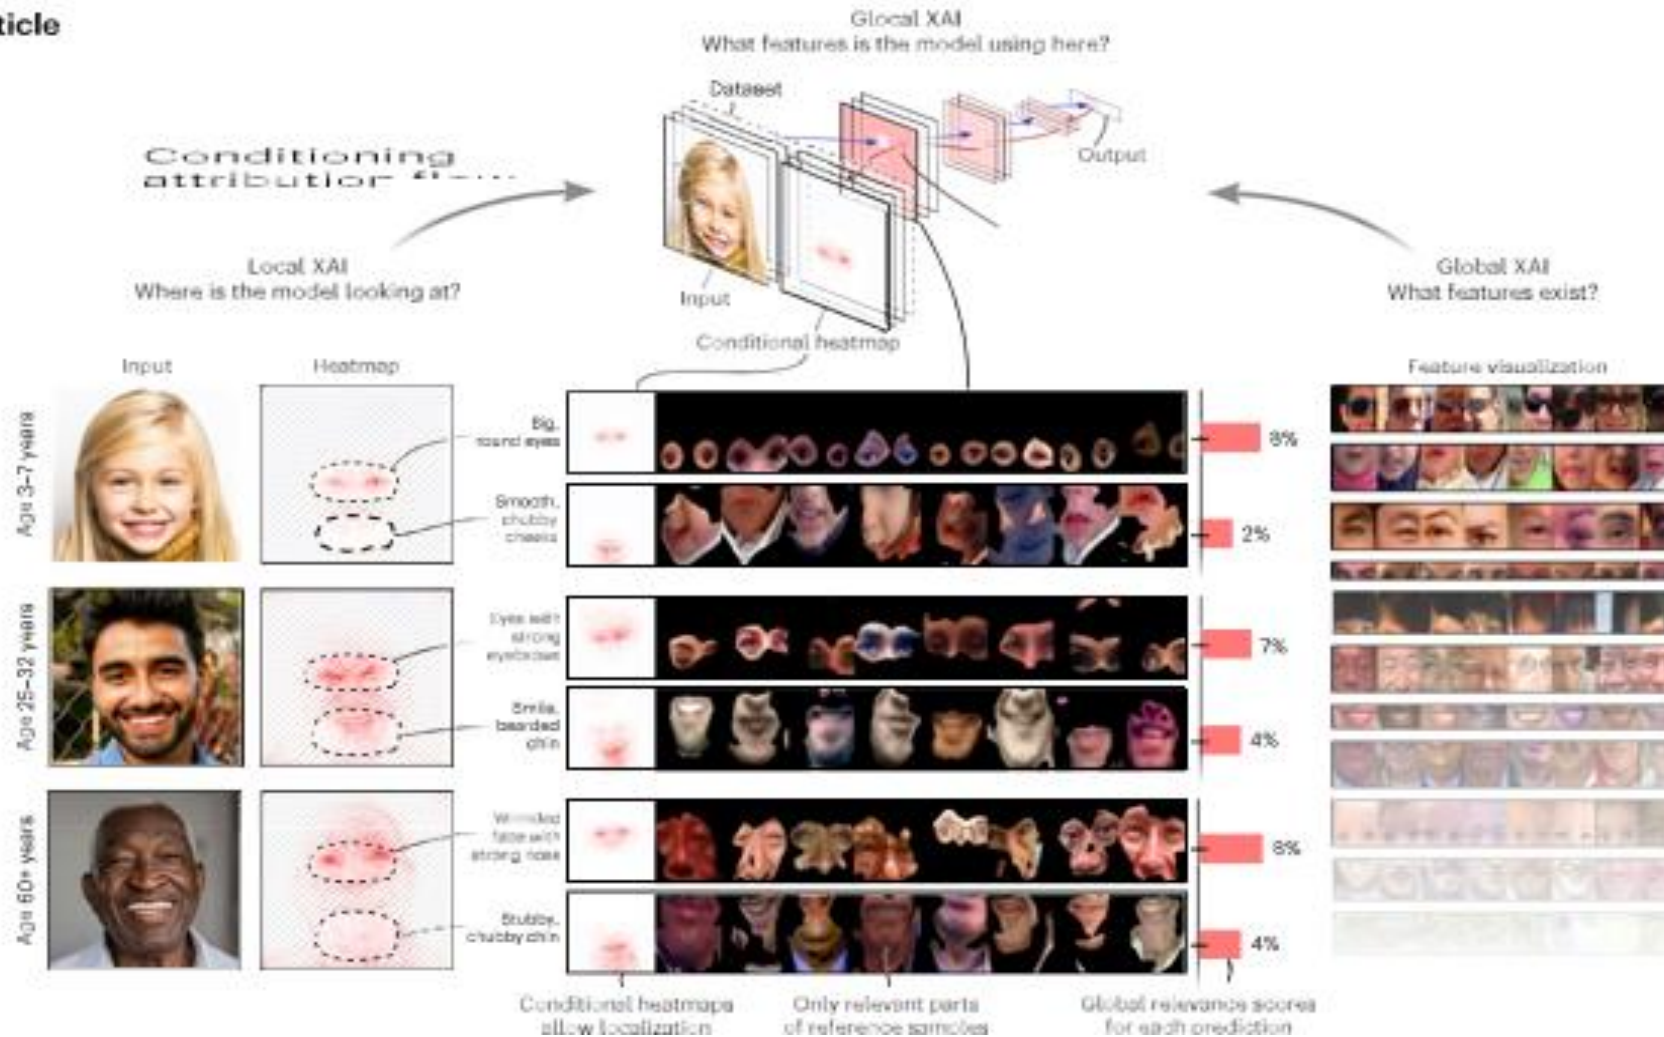 ticle
Glocal XAI
What features is the model using here?
Dataset
Conditioning
attribution
Output
Local XAI
Where is the model looking at?
Input
Global XAI
What features exist?
Conditional heatmap
Input
Heatmap
Feature visualization
Age 3–7 years
Big,
round eyes
8%
Smooth,
chubby
cheeks
2%
Age 25–32 years
Eyes with
strong
eyebrows
7%
Smile,
bearded
chin
4%
Age 60+ years
Wrinkled
face with
strong nose
8%
Stubby,
chubby chin
4%
Conditional heatmaps
allow localization
Only relevant parts
of reference samples
Global relevance scores
for each prediction